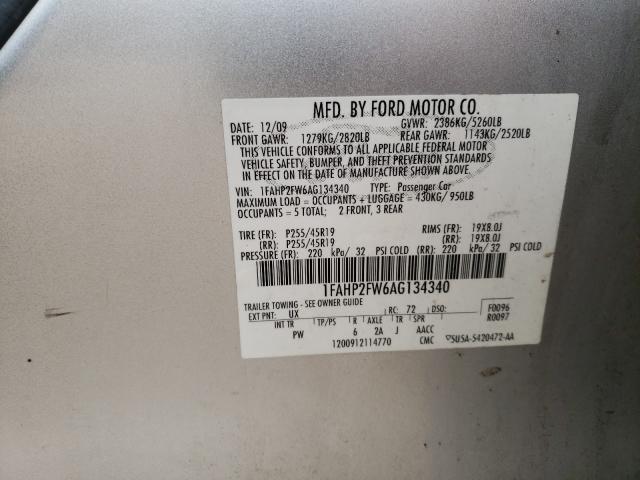 MFD. BY FORD MOTOR CO.
DATE: 12/09 GVWR: 2386KG/5260LB
FRONT GAWR: 1279KG/2820LB REAR GAWR: 1143KG/2520LB
THIS VEHICLE CONFORMS TO ALL APPLICABLE FEDERAL MOTOR
VEHICLE SAFETY, BUMPER, AND THEFT PREVENTION STANDARDS
IN EFFECT ON THE DATE OF MANUFACTURE SHOWN ABOVE.
VIN: 1FAHP2FW6AG134340 TYPE: Passenger Car
MAXIMUM LOAD = OCCUPANTS + LUGGAGE = 430KG/ 950LB
OCCUPANTS = 5 TOTAL; 2 FRONT, 3 REAR
TIRE (FR): P255/45R19 RIMS (FR): 19X8.0J
(RR): P255/45R19 (RR): 19X8.0J
PRESSURE (FR): 220 kPa/ 32 PSI COLD (RR): 220 kPa/ 32 PSI COLD
1FAHP2FW6AG134340
TRAILER TOWING - SEE OWNER GUIDE
EXT PNT: UX RC: 72 DSO: F0096
R0097
INT TR TP/PS R AXLE TR SPR
PW 6 2A J AACC
1200912114770 CMC 5U5A-5420472-AA